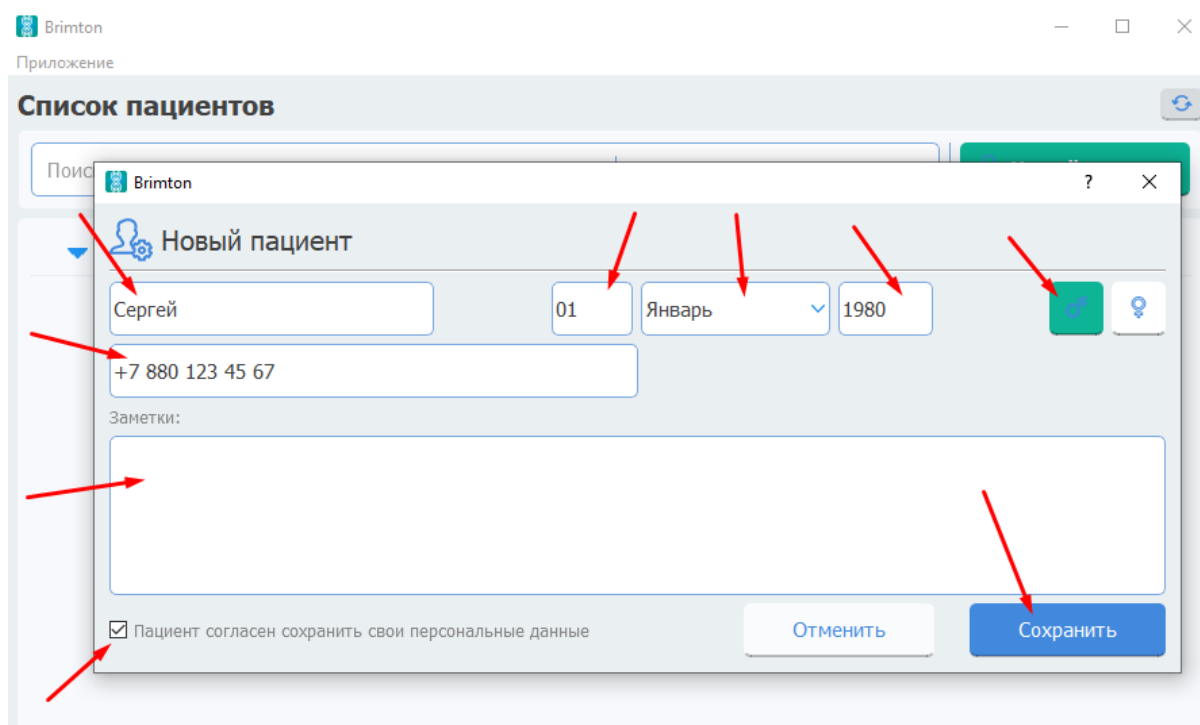 Brimton
Приложение
Список пациентов
Поис
Brimton
?
Новый пациент
Сергей 01 Январь 1980
+7 880 123 45 67
Заметки:
Пациент согласен сохранить свои персональные данные
Отменить Сохранить